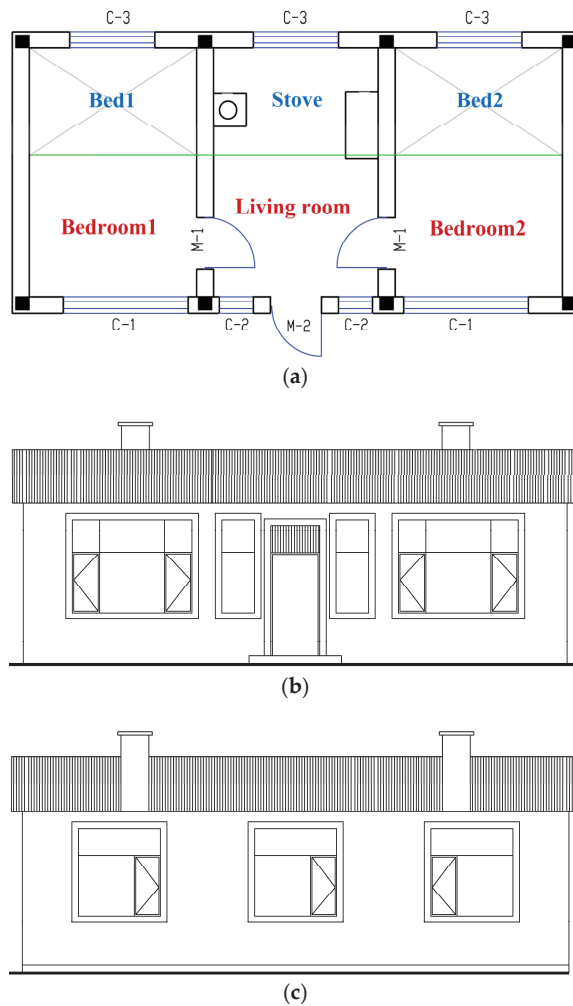 C-3 C-3 C-3
Bed1 Stove Bed2
Living room
Bedroom1 Bedroom2
M-1 M-1
C-1 C-2 M-2 C-2 C-1
(a)
(b)
(c)